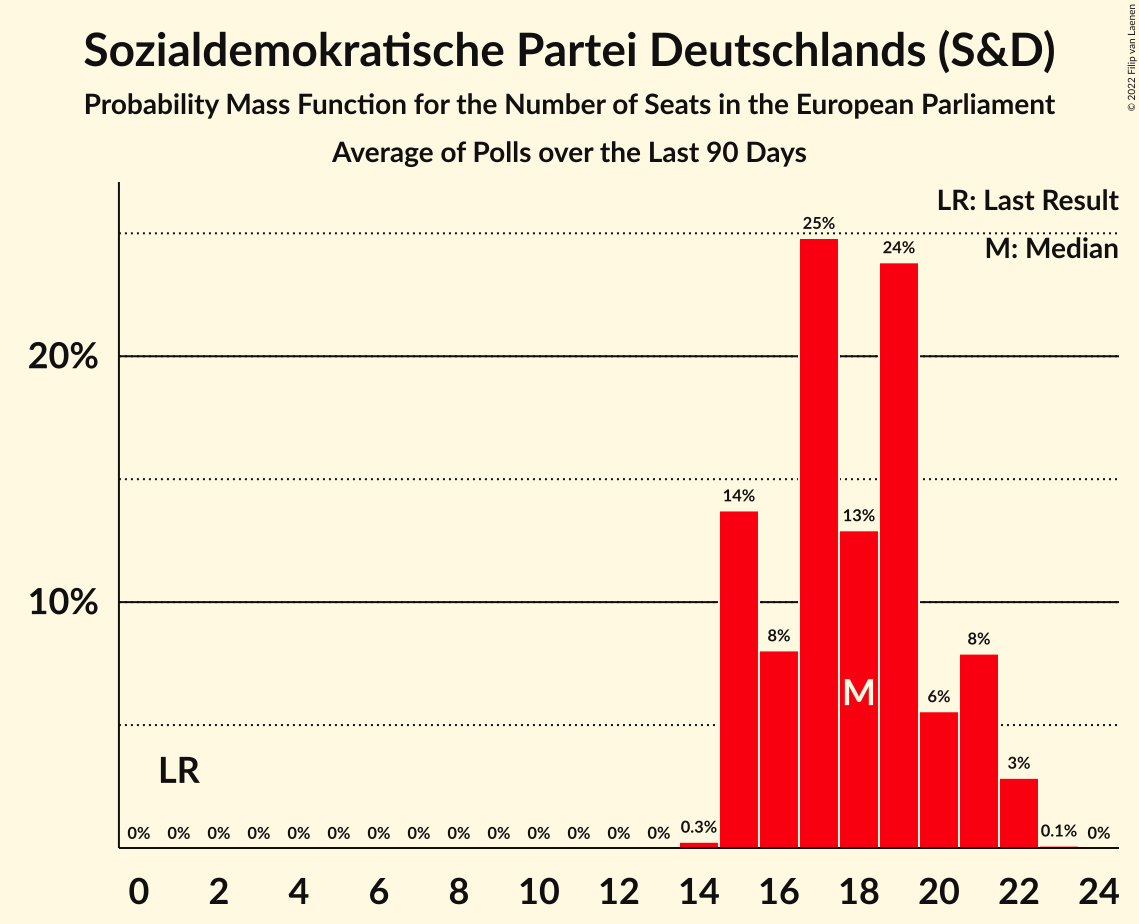 Sozialdemokratische Partei Deutschlands (S&D)
Probability Mass Function for the Number of Seats in the European Parliament
Average of Polls over the Last 90 Days
© 2022 Filip van Laenen
LR: Last Result
M: Median
25%
24%
20%
14%
13%
10%
8%
8%
6%
M
3%
LR
0% 0% 0% 0% 0% 0% 0% 0% 0% 0% 0% 0% 0% 0% 0.3% 0.1% 0%
0 2 4 6 8 10 12 14 16 18 20 22 24